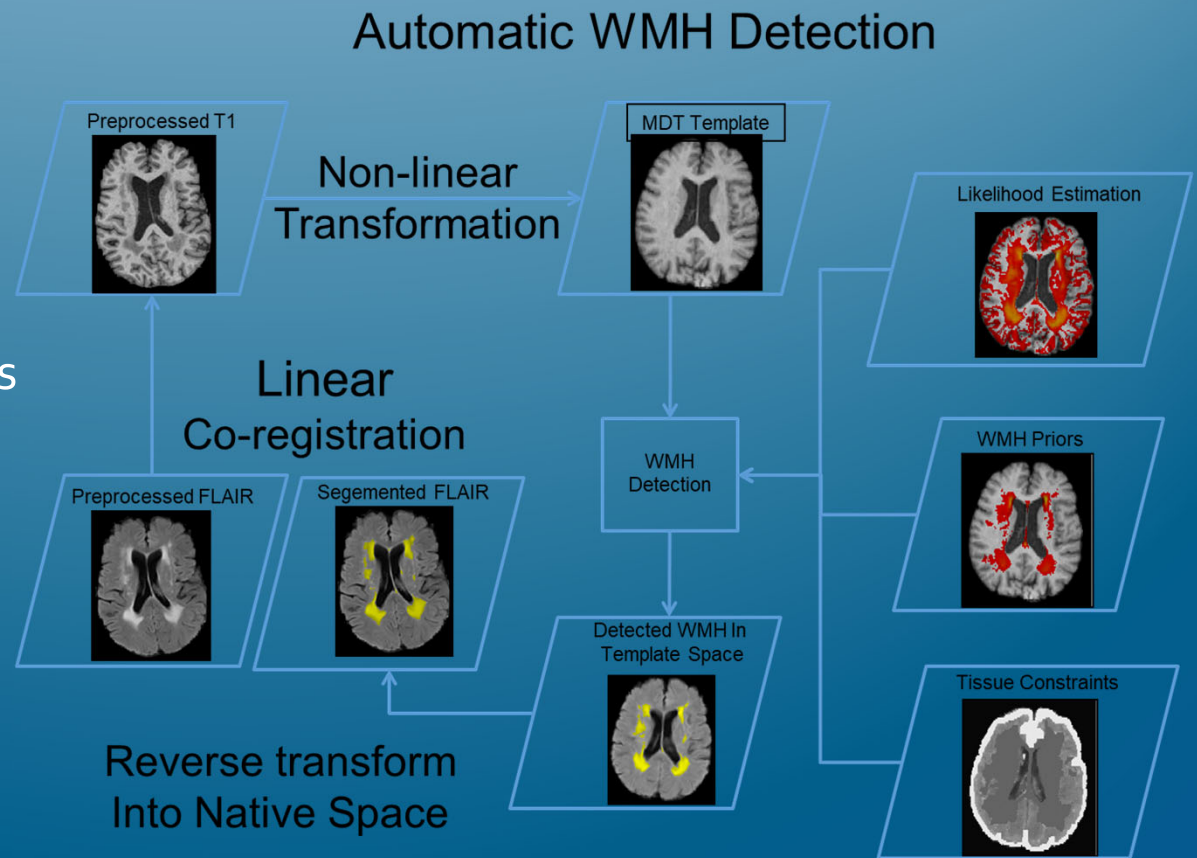 Automatic WMH Detection
Preprocessed T1
Non-linear
Transformation
MDT Template
Likelihood Estimation
s
Linear
Co-registration
WMH
Detection
WMH Priors
Preprocessed FLAIR
Segemented FLAIR
Detected WMH In
Template Space
Tissue Constraints
Reverse transform
Into Native Space